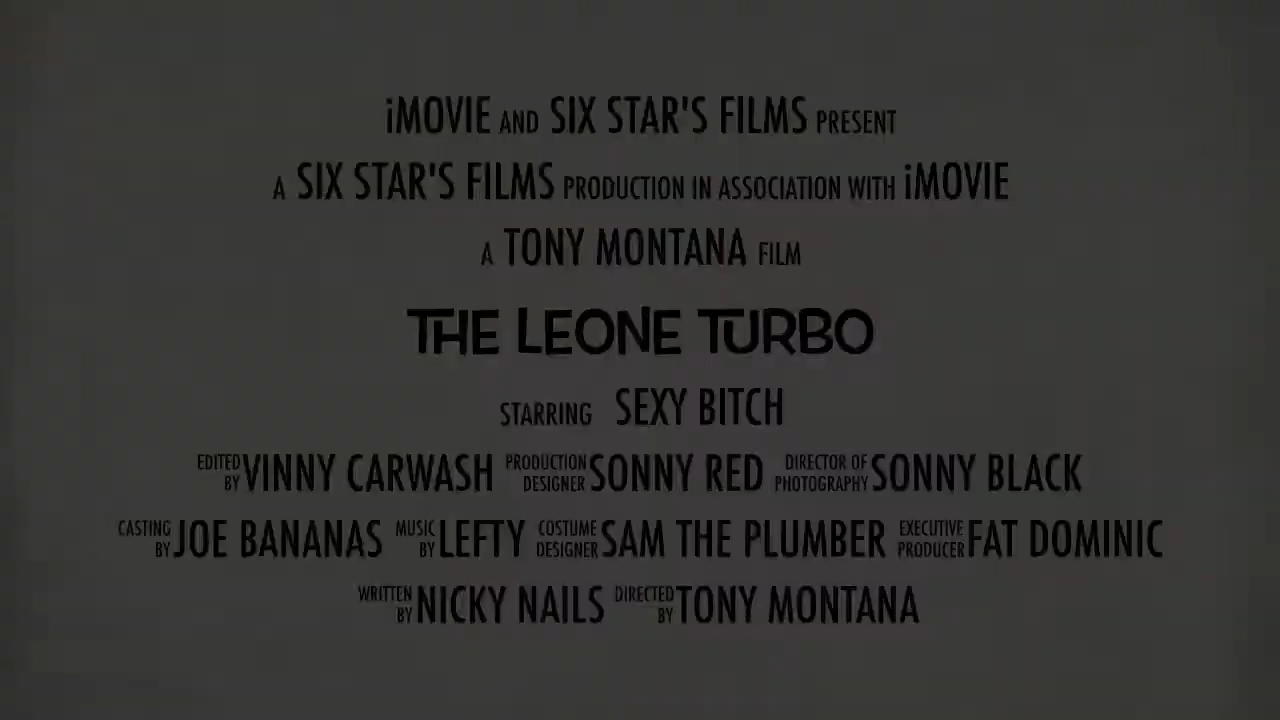 iMOVIE AND SIX STAR'S FILMS PRESENT
A SIX STAR'S FILMS PRODUCTION IN ASSOCIATION WITH iMOVIE
A TONY MONTANA FILM
THE LEONE TURBO
STARRING SEXY BITCH
EDITED BY VINNY CARWASH PRODUCTION DESIGNER SONNY RED DIRECTOR OF PHOTOGRAPHY SONNY BLACK
CASTING BY JOE BANANAS MUSIC BY LEFTY COSTUME DESIGNER SAM THE PLUMBER EXECUTIVE PRODUCER FAT DOMINIC
WRITTEN BY NICKY NAILS DIRECTED BY TONY MONTANA